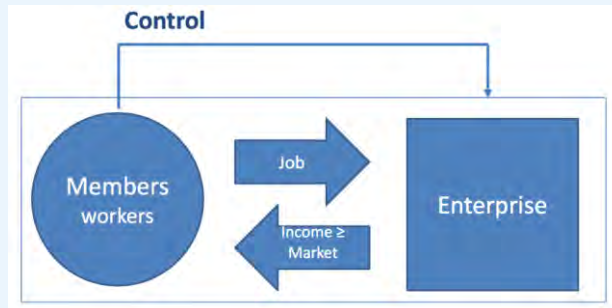 Control
Members
workers
Job
Income ≥
Market
Enterprise